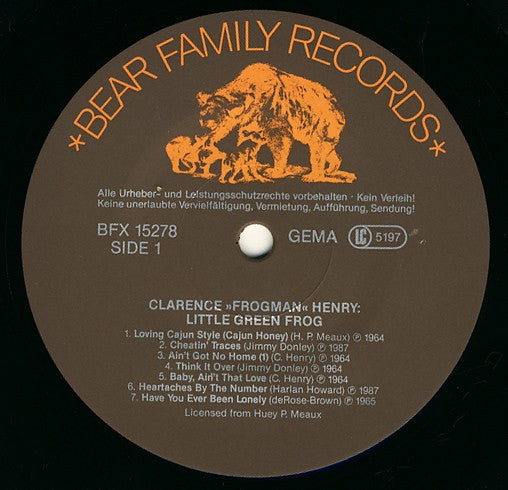 *BEAR FAMILY RECORDS*
Alle Urheber- und Leistungsschutzrechte vorbehalten · Kein Verleih!
Keine unerlaubte Vervielfältigung, Vermietung, Aufführung, Sendung!
BFX 15278 GEMA LC 5197
SIDE 1
CLARENCE »FROGMAN« HENRY:
LITTLE GREEN FROG
1. Loving Cajun Style (Cajun Honey) (H. P. Meaux) ℗ 1964
2. Cheatin' Traces (Jimmy Donley) ℗ 1987
3. Ain't Got No Home (1) (C. Henry) ℗ 1964
4. Think It Over (Jimmy Donley) ℗ 1964
5. Baby, Ain't That Love (C. Henry) ℗ 1964
6. Heartaches By The Number (Harlan Howard) ℗ 1987
7. Have You Ever Been Lonely (deRose-Brown) ℗ 1965
Licensed from Huey P. Meaux